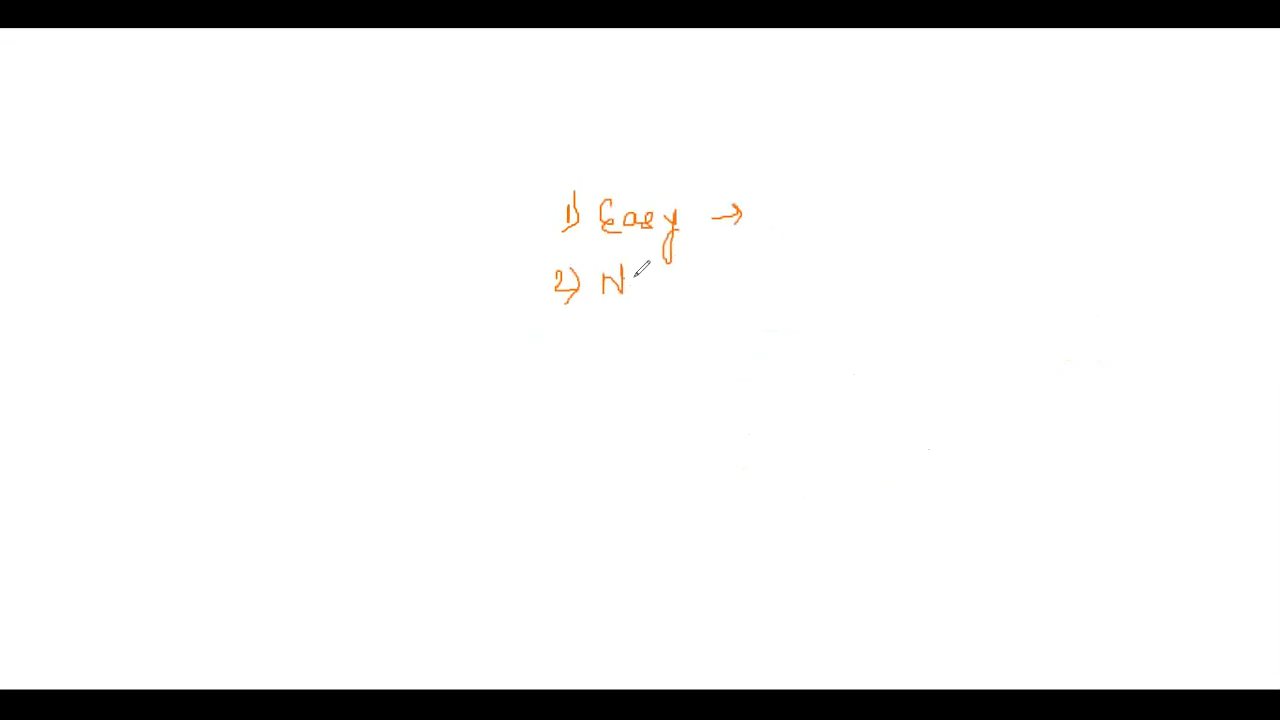 1) Easy →
2) N